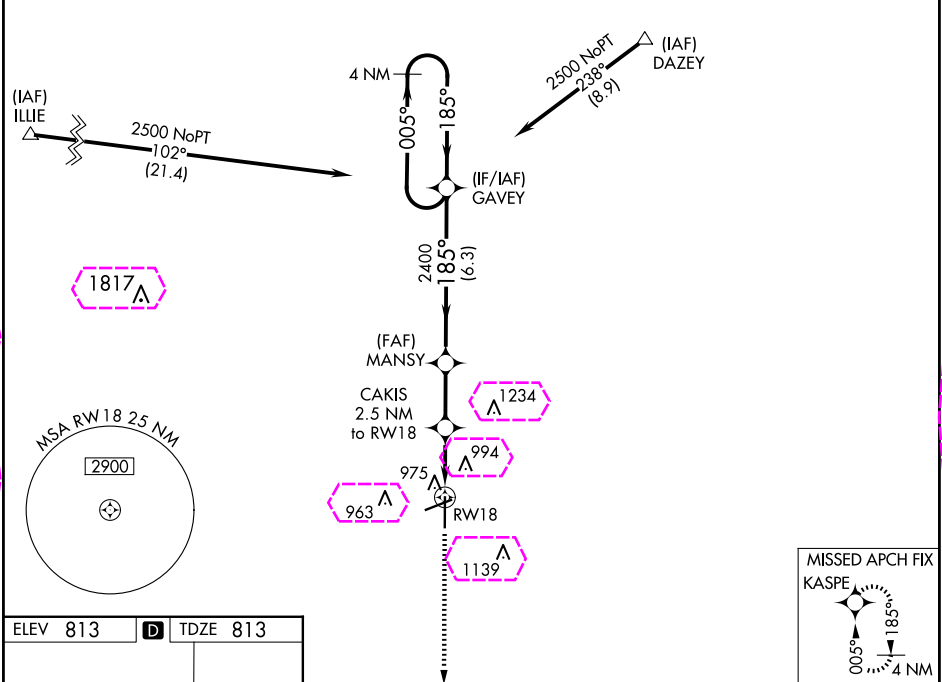 (IAF)
DAZEY
2500 NoPT
238°
(8.9)
4 NM
005°
185°
(IAF)
ILLIE
2500 NoPT
102°
(21.4)
(IF/IAF)
GAVEY
2400
185°
(6.3)
1817
(FAF)
MANSY
CAKIS
2.5 NM
to RW18
1234
994
975
963
RW18
1139
MSA RW18 25 NM
2900
MISSED APCH FIX
KASPE
005°
185°
4 NM
ELEV 813 D TDZE 813